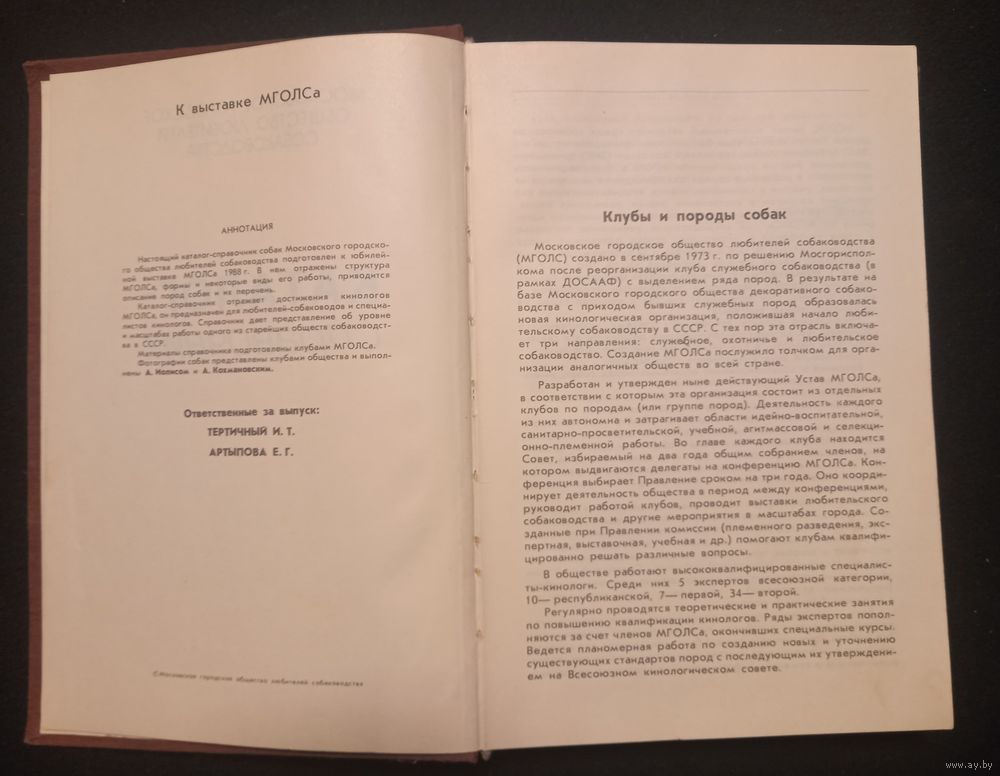 К выставке МГОЛСа
АННОТАЦИЯ
Настоящий каталог-справочник собак Московского городско-
го общества любителей собаководства подготовлен к юбилей-
ной выставке МГОЛСа 1988 г. В нем отражены структура
МГОЛСа, формы и некоторые виды его работы, приводится
описание пород собак и их перечень.
Каталог-справочник отражает достижения кинологов
МГОЛСа, он предназначен для любителей-собаководов и специа-
листов кинологов. Справочник дает представление об уровне
и масштабах работы одного из старейших обществ собаководст-
ва в СССР.
Материалы справочника подготовлены клубами МГОЛСа.
Фотографии собак представлены клубами общества и выпол-
нены А. Иолисом и А. Кохмановским.
Ответственные за выпуск:
ТЕРТИЧНЫЙ И. Т.
АРТЫПОВА Е. Г.
©Московское городское общество любителей собаководства
Клубы и породы собак
Московское городское общество любителей собаководства
(МГОЛС) создано в сентябре 1973 г. по решению Мосгориспол-
кома после реорганизации клуба служебного собаководства (в
рамках ДОСААФ) с выделением ряда пород. В результате на
базе Московского городского общества декоративного собако-
водства с приходом бывших служебных пород образовалась
новая кинологическая организация, положившая начало люби-
тельскому собаководству в СССР. С тех пор эта отрасль включа-
ет три направления: служебное, охотничье и любительское
собаководство. Создание МГОЛСа послужило толчком для орга-
низации аналогичных обществ во всей стране.
Разработан и утвержден ныне действующий Устав МГОЛСа,
в соответствии с которым эта организация состоит из отдельных
клубов по породам (или группе пород). Деятельность каждого
из них автономна и затрагивает области идейно-воспитательной,
санитарно-просветительской, учебной, агитмассовой и селекци-
онно-племенной работы. Во главе каждого клуба находится
Совет, избираемый на два года общим собранием членов, на
котором выдвигаются делегаты на конференцию МГОЛСа. Кон-
ференция выбирает Правление сроком на три года. Оно коорди-
нирует деятельность общества в период между конференциями,
руководит работой клубов, проводит выставки любительского
собаководства и другие мероприятия в масштабах города. Со-
зданные при Правлении комиссии (племенного разведения, экс-
пертная, выставочная, учебная и др.) помогают клубам квалифи-
цированно решать различные вопросы.
В обществе работают высококвалифицированные специалис-
ты-кинологи. Среди них 5 экспертов всесоюзной категории,
10— республиканской, 7— первой, 34— второй.
Регулярно проводятся теоретические и практические занятия
по повышению квалификации кинологов. Ряды экспертов попол-
няются за счет членов МГОЛСа, окончивших специальные курсы.
Ведется планомерная работа по созданию новых и уточнению
существующих стандартов пород с последующим их утверждени-
ем на Всесоюзном кинологическом совете.
www.ay.by